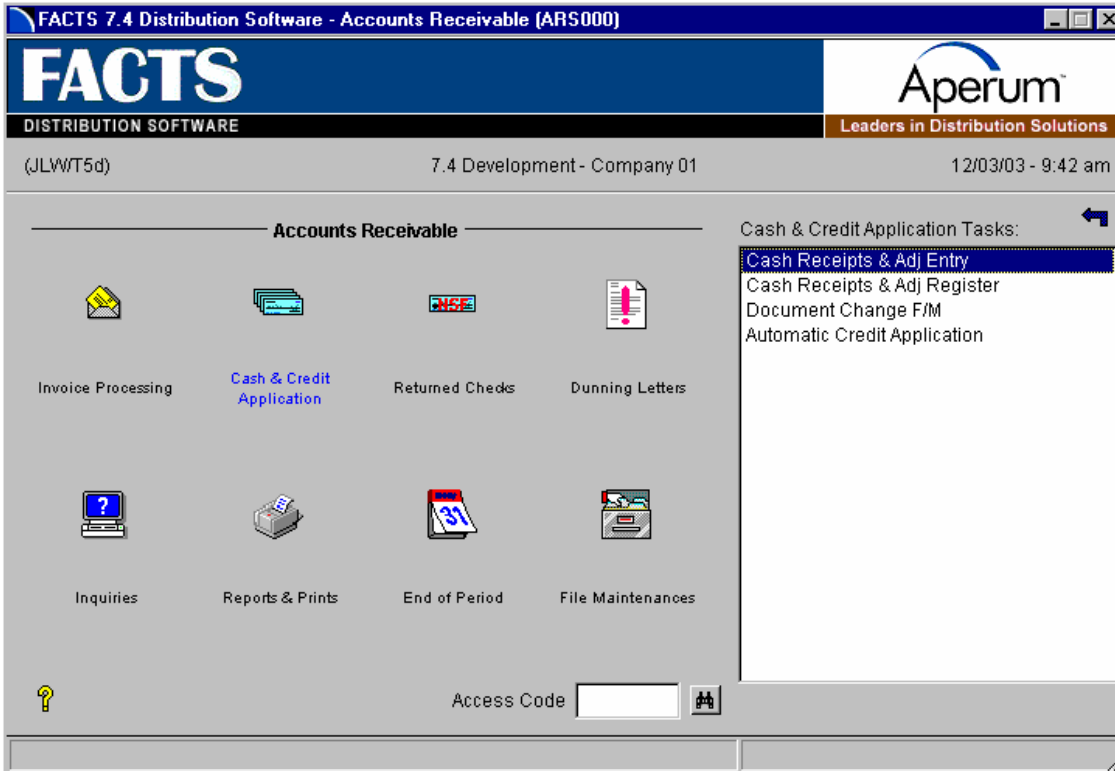 FACTS 7.4 Distribution Software - Accounts Receivable (ARS000)
FACTS
DISTRIBUTION SOFTWARE
Aperum™
Leaders in Distribution Solutions
(JLW/T5d)
7.4 Development - Company 01
12/03/03 - 9:42 am
Accounts Receivable
Invoice Processing
Cash & Credit
Application
NSF
Returned Checks
Dunning Letters
?
Inquiries
Reports & Prints
31
End of Period
File Maintenances
Cash & Credit Application Tasks:
Cash Receipts & Adj Entry
Cash Receipts & Adj Register
Document Change F/M
Automatic Credit Application
?
Access Code